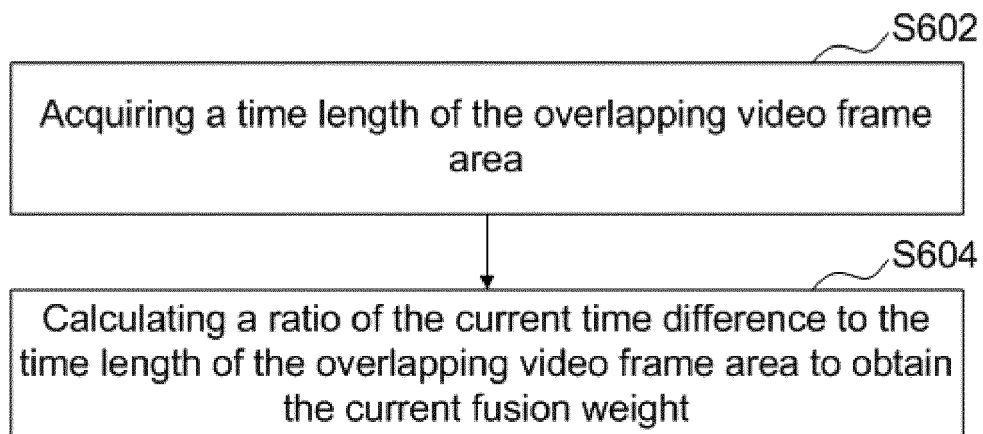 S602
Acquiring a time length of the overlapping video frame
area
S604
Calculating a ratio of the current time difference to the
time length of the overlapping video frame area to obtain
the current fusion weight